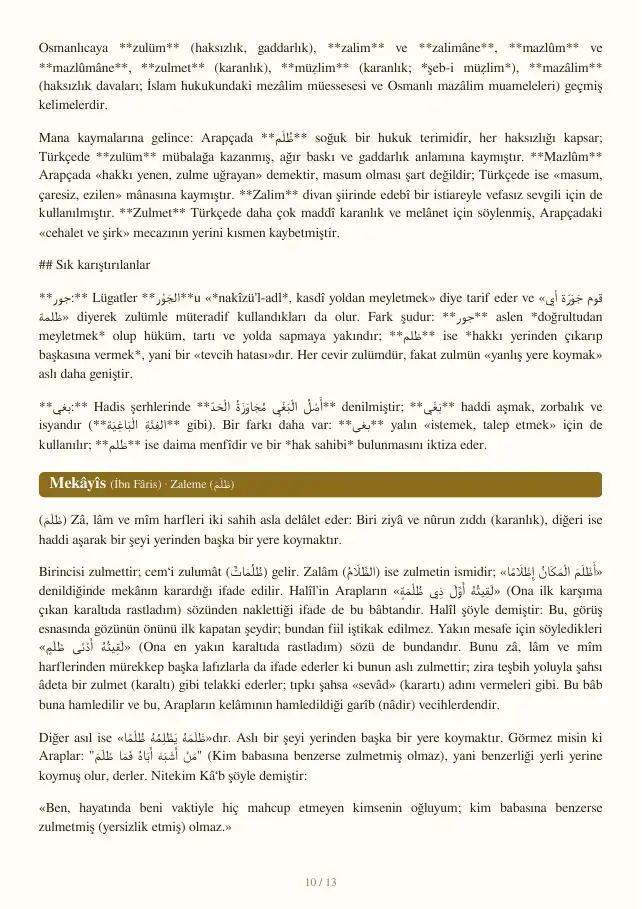 Osmanlıcaya **zulüm** (haksızlık, gaddarlık), **zalim** ve **zalimâne**, **mazlûm** ve
**mazlûmâne**, **zulmet** (karanlık), **müẓlim** (karanlık; *şeb-i müẓlim*), **mazâlim**
(haksızlık davaları; İslam hukukundaki mezâlim müessesesi ve Osmanlı mazâlim muameleleri) geçmiş
kelimelerdir.
Mana kaymalarına gelince: Arapçada **ظُلْم** soğuk bir hukuk terimidir, her haksızlığı kapsar;
Türkçede **zulüm** mübalağa kazanmış, ağır baskı ve gaddarlık anlamına kaymıştır. **Mazlûm**
Arapçada «hakkı yenen, zulme uğrayan» demektir, masum olması şart değildir; Türkçede ise «masum,
çaresiz, ezilen» mânasına kaymıştır. **Zalim** divan şiirinde edebî bir istiareyle vefasız sevgili için de
kullanılmıştır. **Zulmet** Türkçede daha çok maddî karanlık ve melânet için söylenmiş, Arapçadaki
«cehalet ve şirk» mecazının yerini kısmen kaybetmiştir.
## Sık karıştırılanlar
**جور:** Lügatler **الجَوْر**u «*nakîzü'l-adl*, kasdî yoldan meyletmek» diye tarif eder ve «قوم جَوَرَة أي
ظلمة» diyerek zulümle müteradif kullandıkları da olur. Fark şudur: **جور** aslen *doğrultudan
meyletmek* olup hüküm, tartı ve yolda sapmaya yakındır; **ظلم** ise *hakkı yerinden çıkarıp
başkasına vermek*, yani bir «tevcih hatası»dır. Her cevir zulümdür, fakat zulmün «yanlış yere koymak»
aslı daha geniştir.
**بغي:** Hadis şerhlerinde **أَصْلُ الْبَغْيِ مُجَاوَزَةُ الْحَدّ** denilmiştir; **بَغْي** haddi aşmak, zorbalık ve
isyandır (**الفِئَةِ الْبَاغِيَة** gibi). Bir farkı daha var: **بغى** yalın «istemek, talep etmek» için de
kullanılır; **ظلم** ise daima menfîdir ve bir *hak sahibi* bulunmasını iktiza eder.
Mekâyîs (İbn Fâris) · Zaleme (ظَلَمَ)
(ظَلَمَ) Zâ, lâm ve mîm harfleri iki sahih asla delâlet eder: Biri ziyâ ve nûrun zıddı (karanlık), diğeri ise
haddi aşarak bir şeyi yerinden başka bir yere koymaktır.
Birincisi zulmettir; cem‘i zulumât (ظُلُمَاتٌ) gelir. Zalâm (الظَّلَامُ) ise zulmetin ismidir; «أَظْلَمَ الْمَكَانُ إِظْلَامًا»
denildiğinde mekânın karardığı ifade edilir. Halîl'in Arapların «لَقِيتُهُ أَوَّلَ ذِي ظُلْمَةٍ» (Ona ilk karşıma
çıkan karaltıda rastladım) sözünden naklettiği ifade de bu bâbtandır. Halîl şöyle demiştir: Bu, görüş
esnasında gözünün önünü ilk kapatan şeydir; bundan fiil iştikak edilmez. Yakın mesafe için söyledikleri
«لَقِيتُهُ أَدْنَى ظَلَمٍ» (Ona en yakın karaltıda rastladım) sözü de bundandır. Bunu zâ, lâm ve mîm
harflerinden mürekkep başka lafızlarla da ifade ederler ki bunun aslı zulmettir; zira teşbih yoluyla şahsı
âdeta bir zulmet (karaltı) gibi telakki ederler; tıpkı şahsa «sevâd» (karartı) adını vermeleri gibi. Bu bâb
buna hamledilir ve bu, Arapların kelâmının hamledildiği garîb (nâdir) vecihlerdendir.
Diğer asıl ise «ظَلَمَهُ يَظْلِمُهُ ظُلْمًا»dır. Aslı bir şeyi yerinden başka bir yere koymaktır. Görmez misin ki
Araplar: "مَنْ أَشْبَهَ أَبَاهُ فَمَا ظَلَمَ" (Kim babasına benzerse zulmetmiş olmaz), yani benzerliği yerli yerine
koymuş olur, derler. Nitekim Kâ‘b şöyle demiştir:
«Ben, hayatında beni vaktiyle hiç mahcup etmeyen kimsenin oğluyum; kim babasına benzerse
zulmetmiş (yersizlik etmiş) olmaz.»
10 / 13